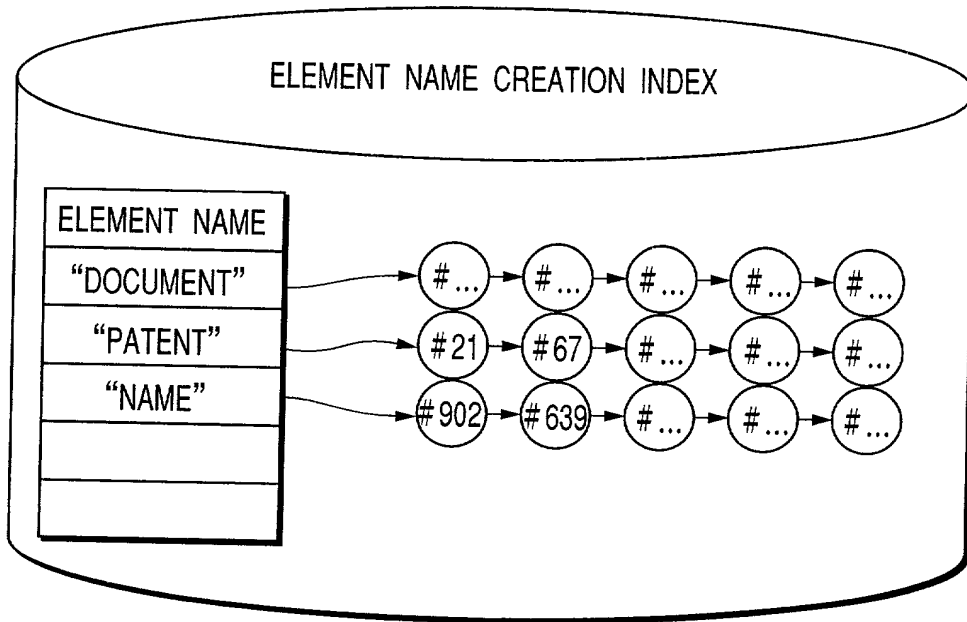 ELEMENT NAME CREATION INDEX
ELEMENT NAME
“DOCUMENT” #... #... #... #... #...
“PATENT” #21 #67 #... #... #...
“NAME” #902 #639 #... #... #...